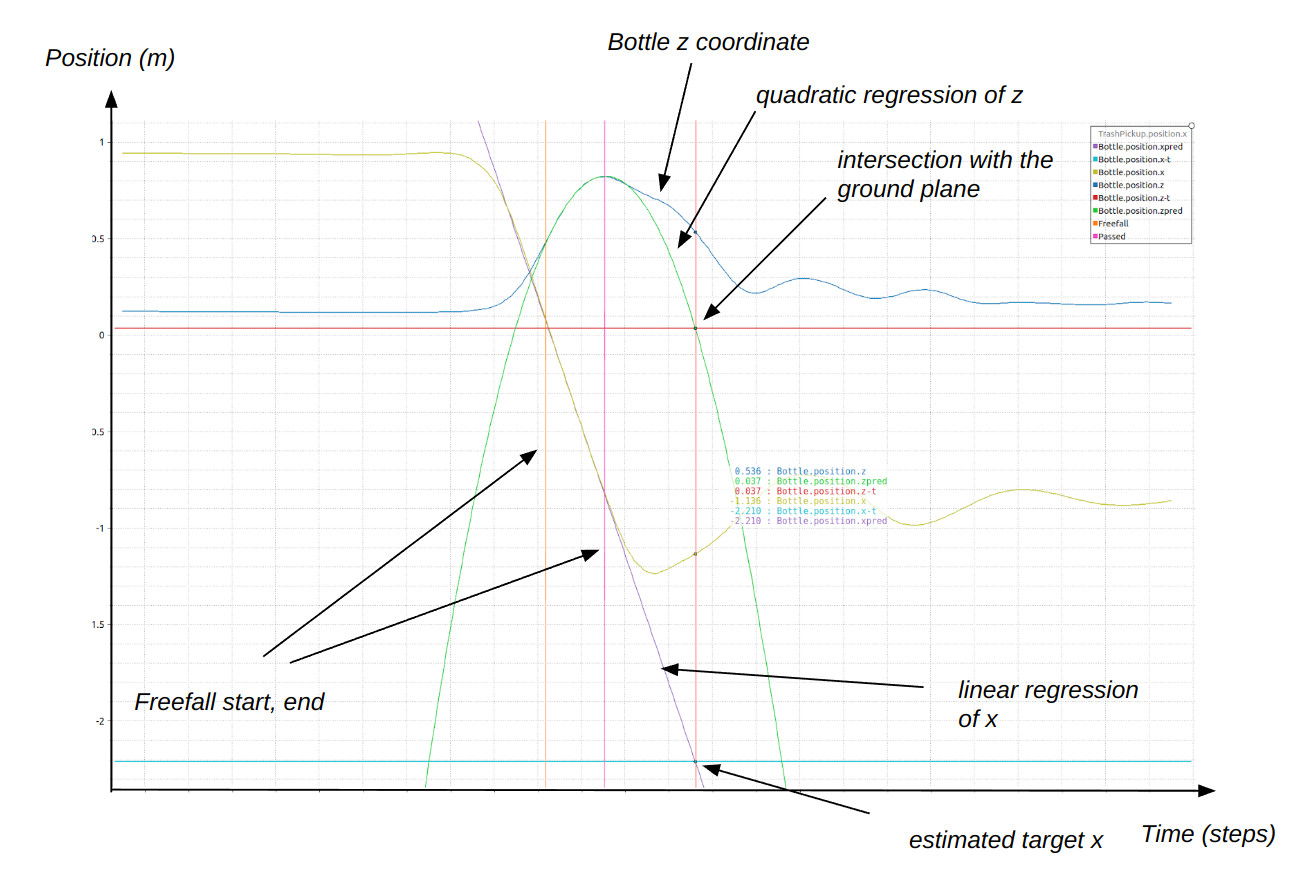 Bottle z coordinate
Position (m)
quadratic regression of z
intersection with the
ground plane
TrashPickup.position.x
Bottle.position.xpred
Bottle.position.x-t
Bottle.position.x
Bottle.position.z
Bottle.position.z-t
Bottle.position.zpred
Freefall
Passed
1
0.5
0
0.5
-1
1.5
-2
0.536 : Bottle.position.z
0.037 : Bottle.position.zpred
0.037 : Bottle.position.z-t
-1.136 : Bottle.position.x
-2.210 : Bottle.position.x-t
-2.210 : Bottle.position.xpred
Freefall start, end
linear regression
of x
estimated target x
Time (steps)